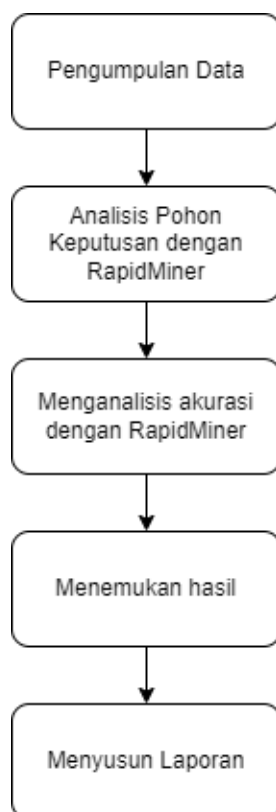 Pengumpulan Data
Analisis Pohon
Keputusan dengan
RapidMiner
Menganalisis akurasi
dengan RapidMiner
Menemukan hasil
Menyusun Laporan